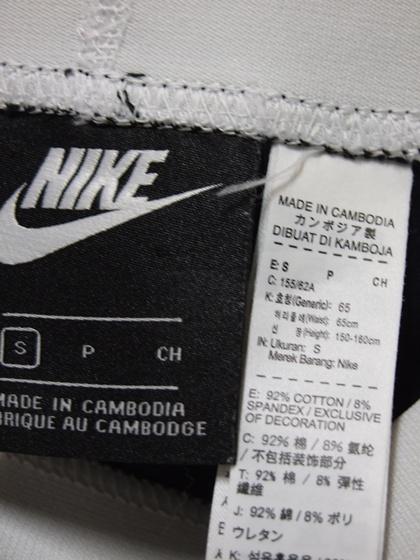 NIKE
S P CH
MADE IN CAMBODIA
BRIQUE AU CAMBODGE
MADE IN CAMBODIA
カンボジア製
DIBUAT DI KAMBOJA
E: S P CH
C: 155/62A
K: 호칭(Generic): 65
허리둘레(Waist): 65cm
신 장(Height): 150-160cm
IN: Ukuran: S
Merek Barang: Nike
E: 92% COTTON / 8%
SPANDEX / EXCLUSIVE
OF DECORATION
C: 92% 棉 / 8% 氨纶
/ 不包括装饰部分
T: 92% 棉 / 8% 彈性
纖維
J: 92% 綿 / 8% ポリ
ウレタン